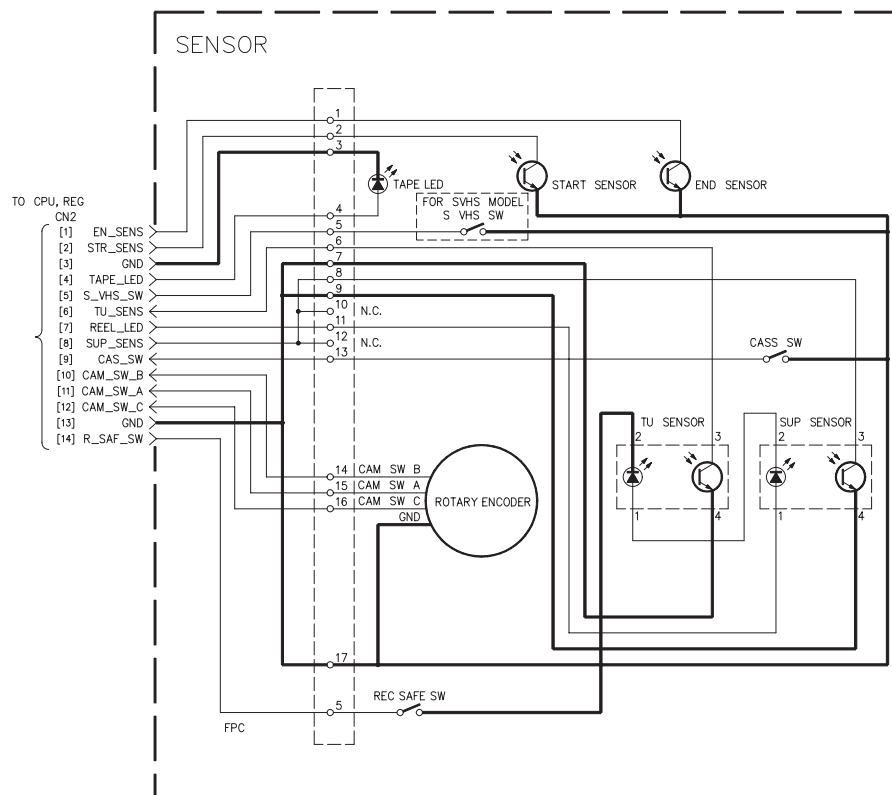 SENSOR
1
2
3
TAPE LED
START SENSOR
END SENSOR
TO CPU, REG
CN2
FOR SVHS MODEL
S VHS SW
4
5
6
7
8
9
10 N.C.
11
12 N.C.
13
[1] EN_SENS
[2] STR_SENS
[3] GND
[4] TAPE_LED
[5] S_VHS_SW
[6] TU_SENS
[7] REEL_LED
[8] SUP_SENS
[9] CAS_SW
[10] CAM_SW_B
[11] CAM_SW_A
[12] CAM_SW_C
[13] GND
[14] R_SAF_SW
CASS SW
TU SENSOR
2 3
1 4
SUP SENSOR
2 3
1 4
14 CAM SW B
15 CAM SW A
16 CAM SW C
GND
ROTARY ENCODER
17
5
REC SAFE SW
FPC